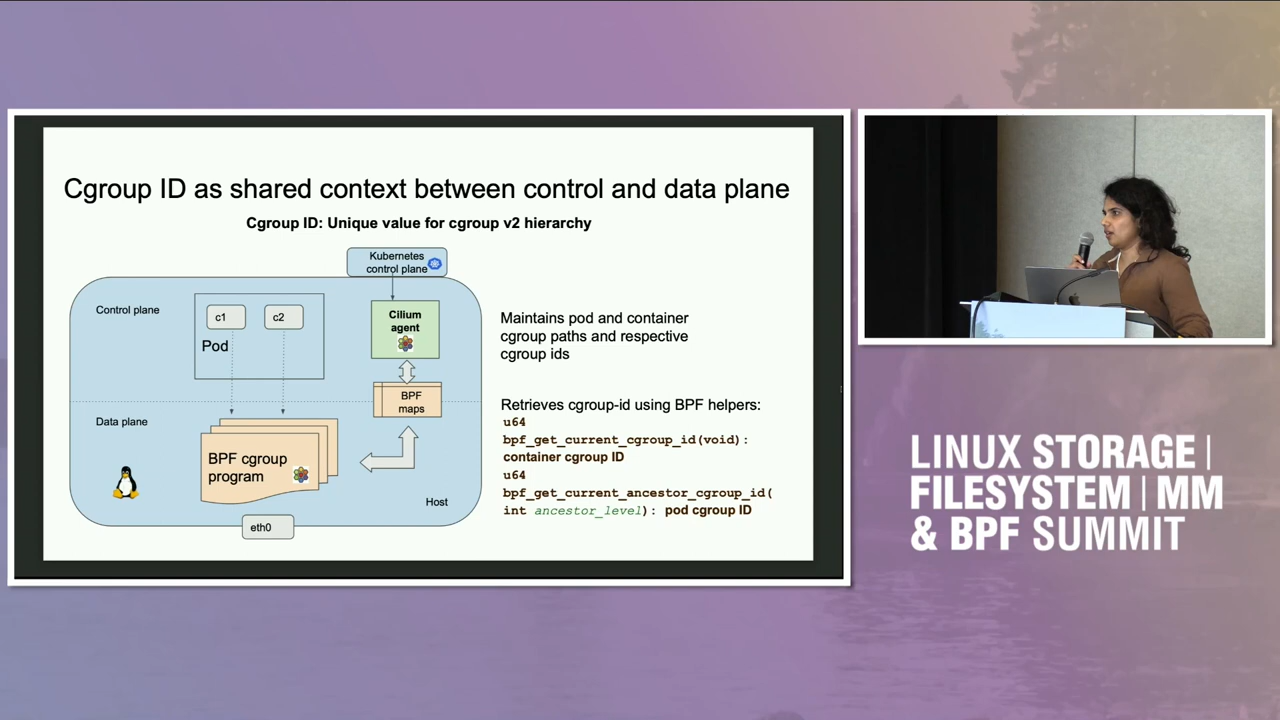 Cgroup ID as shared context between control and data plane
Cgroup ID: Unique value for cgroup v2 hierarchy
Kubernetes
control plane
Control plane
c1
c2
Pod
Cilium
agent
Maintains pod and container
cgroup paths and respective
cgroup ids
BPF
maps
Data plane
BPF cgroup
program
Host
eth0
Retrieves cgroup-id using BPF helpers:
u64
bpf_get_current_cgroup_id(void):
container cgroup ID
u64
bpf_get_current_ancestor_cgroup_id(
int ancestor_level): pod cgroup ID
LINUX STORAGE |
FILESYSTEM | MM
& BPF SUMMIT